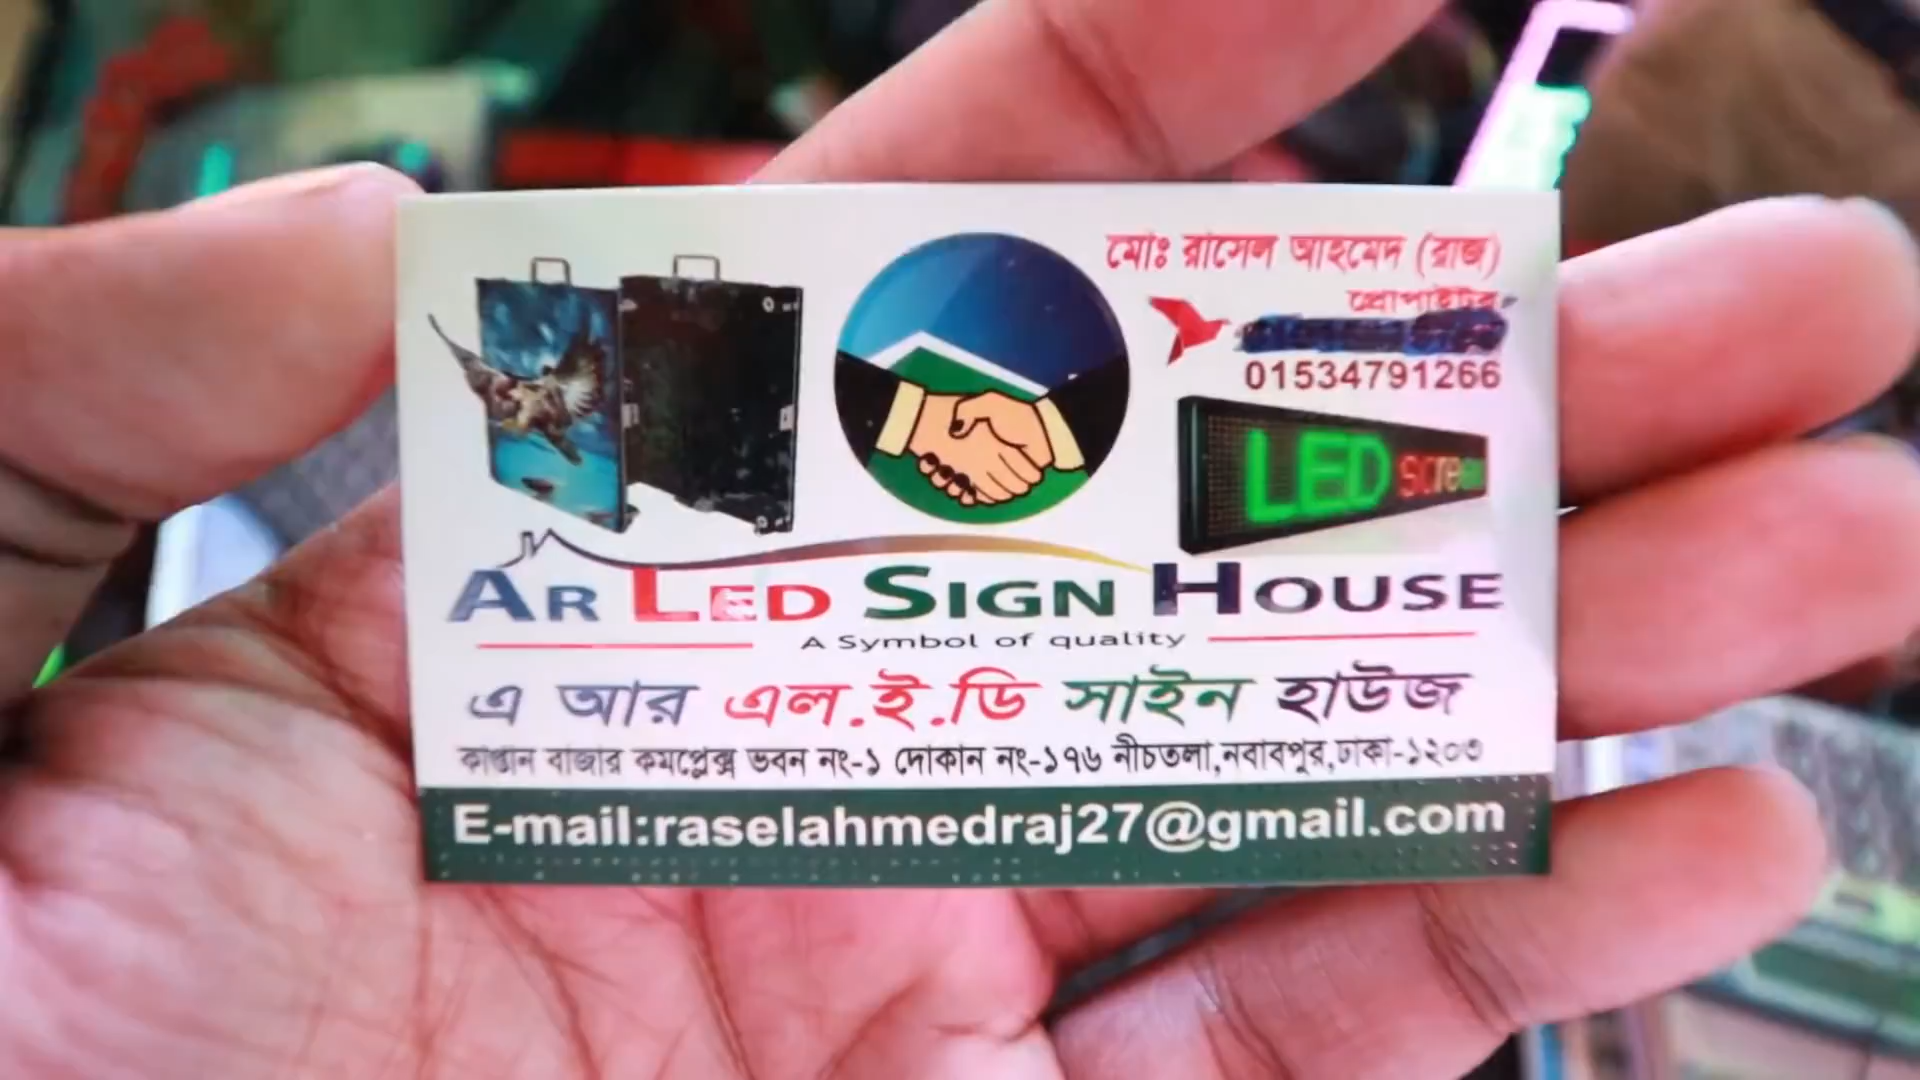 মোঃ রাসেল আহমেদ (রাজ)
প্রোপাইটর
01534791266
LED screen
AR LED SIGN HOUSE
A Symbol of quality
এ আর এল.ই.ডি সাইন হাউজ
কাপ্তান বাজার কমপ্লেক্স ভবন নং-১ দোকান নং-১৭৬ নীচতলা,নবাবপুর,ঢাকা-১২০৩
E-mail:raselahmedraj27@gmail.com